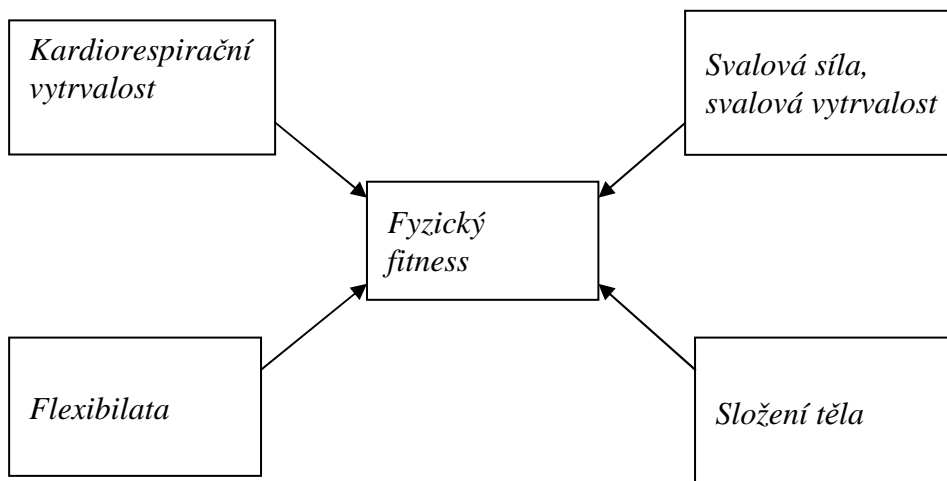 Kardiorespirační
vytrvalost
Svalová síla,
svalová vytrvalost
Fyzický
fitness
Flexibilata
Složení těla